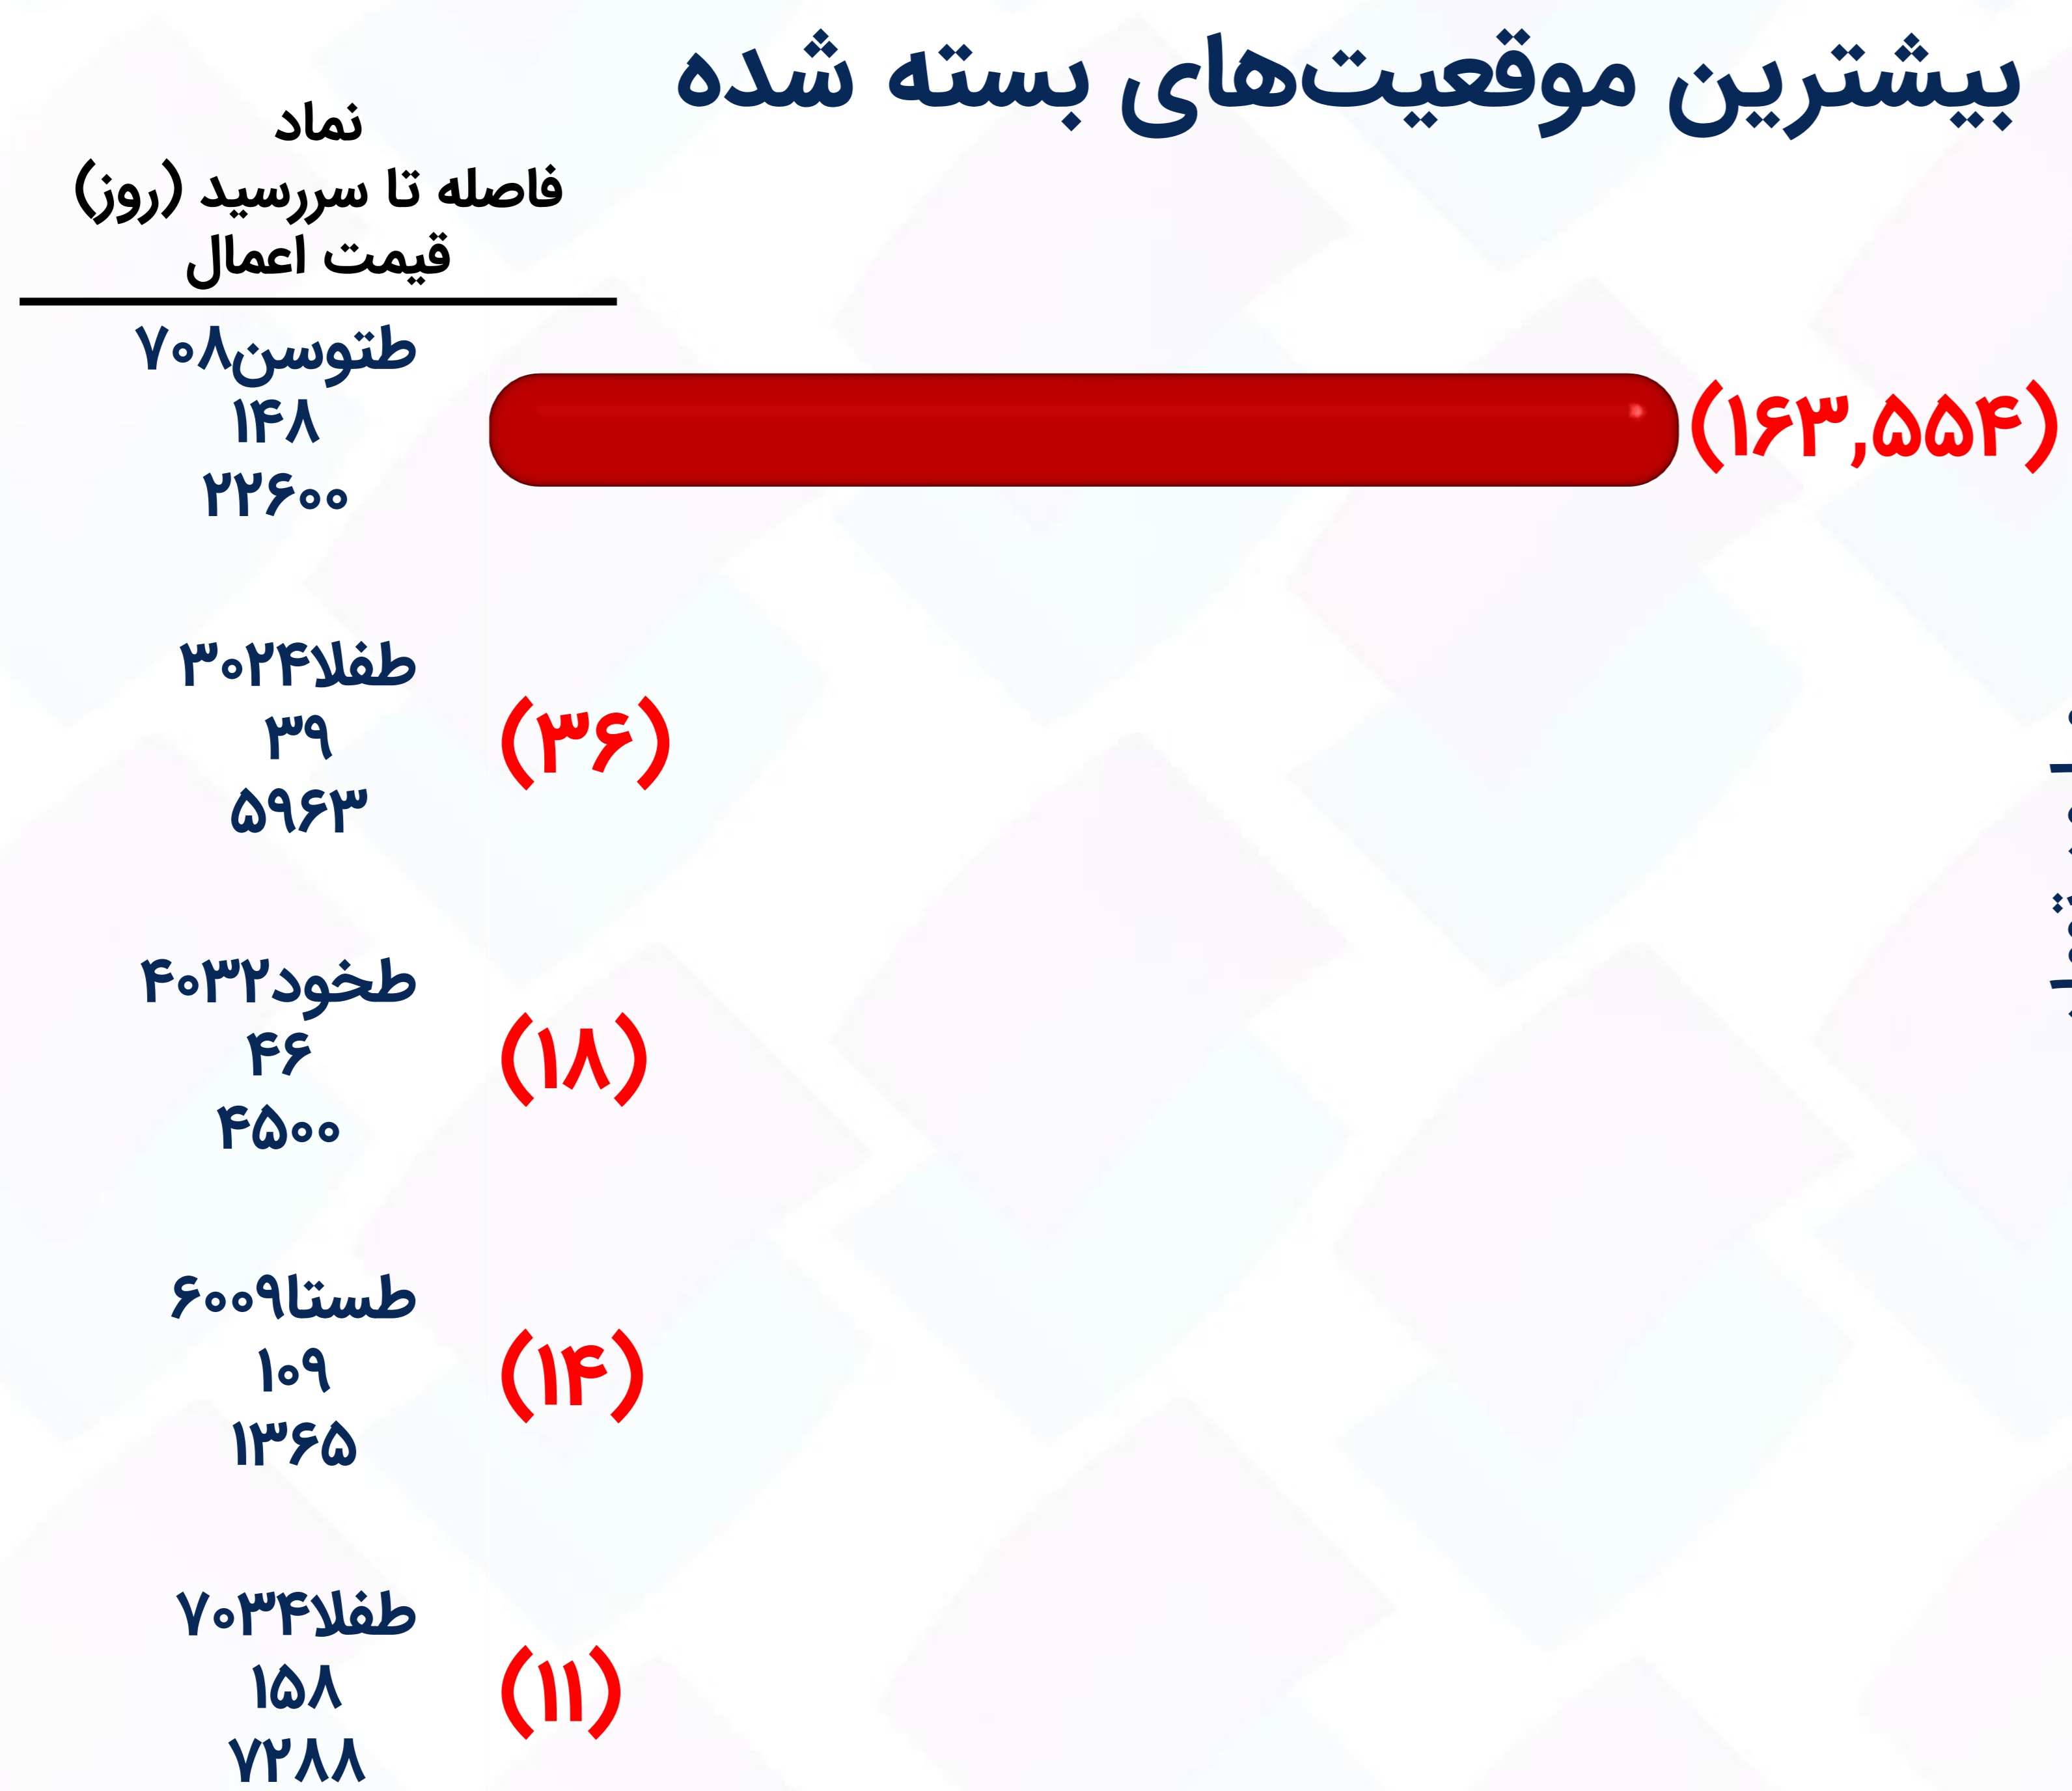 بیشترین موقعیت‌های بسته شده
نماد
فاصله تا سررسید (روز)
قیمت اعمال
طتوسن۷۰۸
۱۴۸
۲۲۶۰۰
(۱۶۳,۵۵۴)
طفلا۳۰۲۴
۳۹
۵۹۶۳
(۳۶)
طخود۴۰۳۲
۴۶
۴۵۰۰
(۱۸)
طستا۶۰۰۹
۱۰۹
۱۳۶۵
(۱۴)
طفلا۷۰۳۴
۱۵۸
۷۲۸۸
(۱۱)